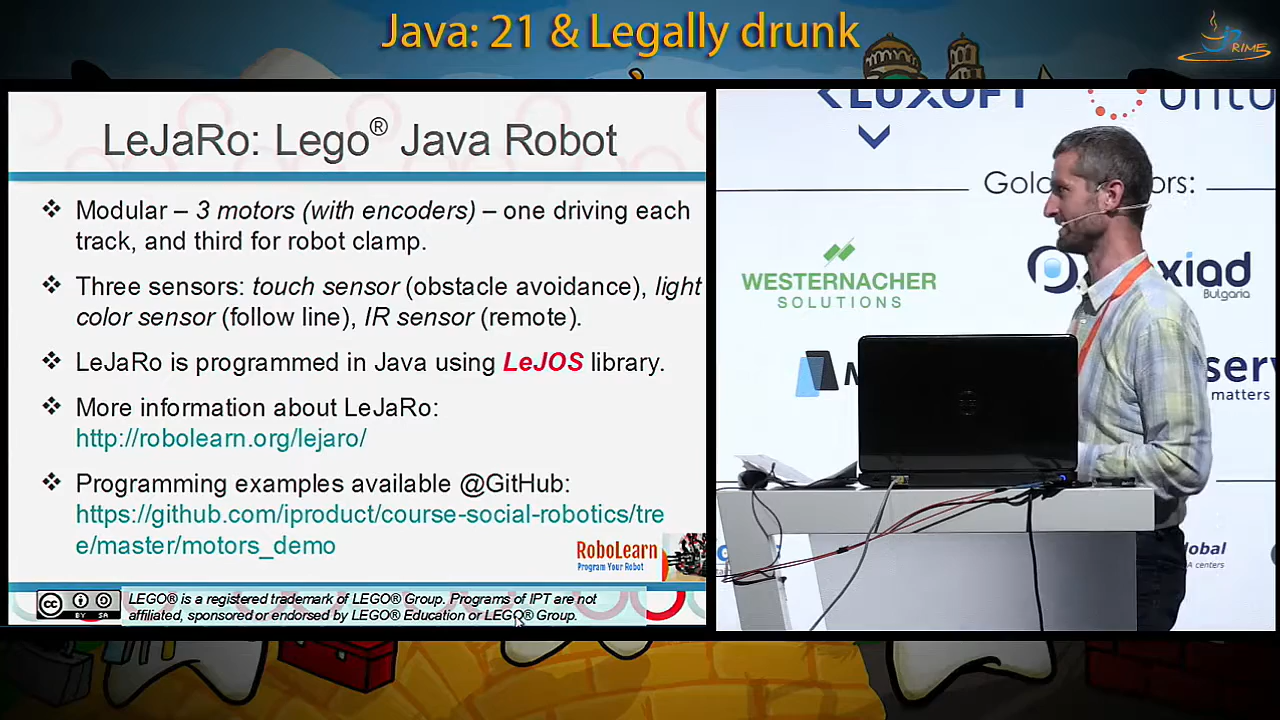 Java: 21 & Legally drunk
LeJaRo: Lego® Java Robot
Modular – 3 motors (with encoders) – one driving each
track, and third for robot clamp.
Three sensors: touch sensor (obstacle avoidance), light
color sensor (follow line), IR sensor (remote).
LeJaRo is programmed in Java using LeJOS library.
More information about LeJaRo:
http://robolearn.org/lejaro/
Programming examples available @GitHub:
https://github.com/iproduct/course-social-robotics/tre
e/master/motors_demo
RoboLearn
Program Your Robot
cc
BY SA
LEGO® is a registered trademark of LEGO® Group. Programs of IPT are not
affiliated, sponsored or endorsed by LEGO® Education or LEGO® Group.
LUXOFT
WESTERNACHER
SOLUTIONS
Bulgaria
matters